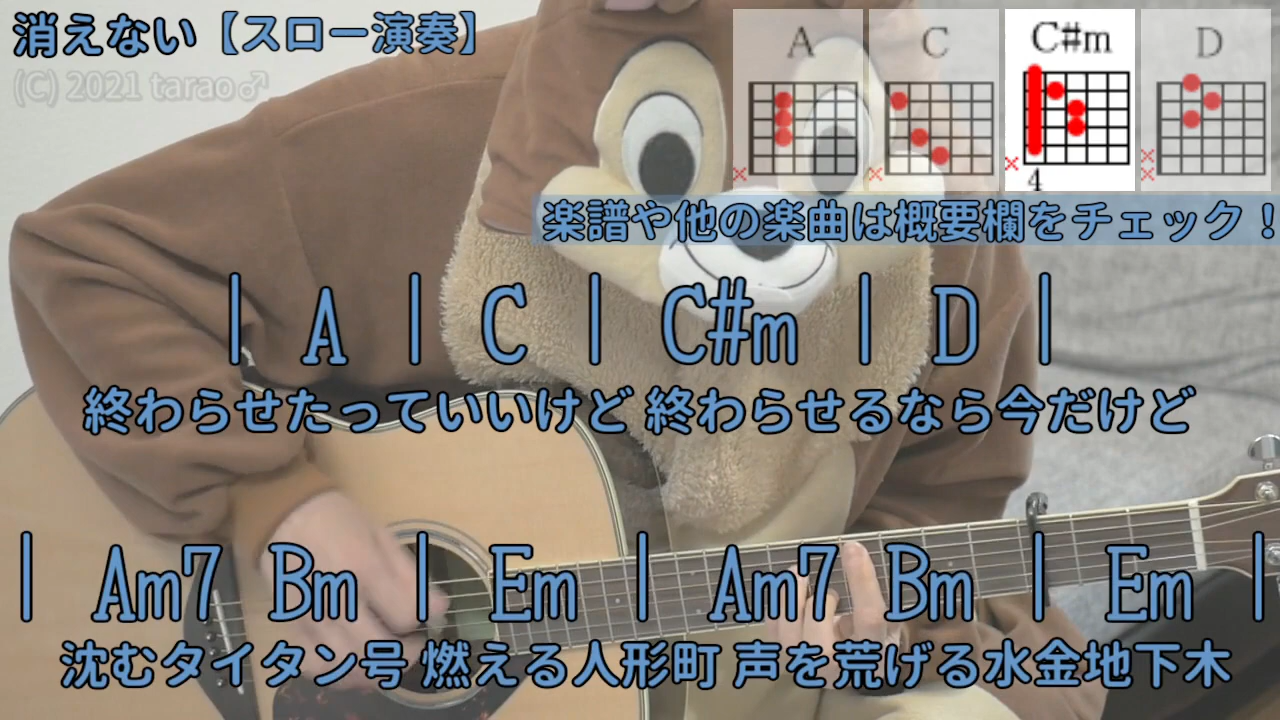 消えない【スロー演奏】
(C) 2021 tarao♂
A C C#m D
4
楽譜や他の楽曲は概要欄をチェック！
| A | C | C#m | D |
終わらせたっていいけど 終わらせるなら今だけど
| Am7 Bm | Em | Am7 Bm | Em |
沈むタイタン号 燃える人形町 声を荒げる水金地下木